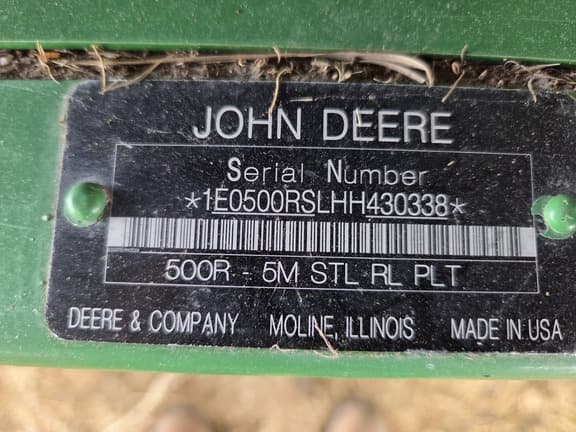 JOHN DEERE
Serial Number
*1E0500RSLHH430338*
500R - 5M STL RL PLT
DEERE & COMPANY MOLINE, ILLINOIS MADE IN USA